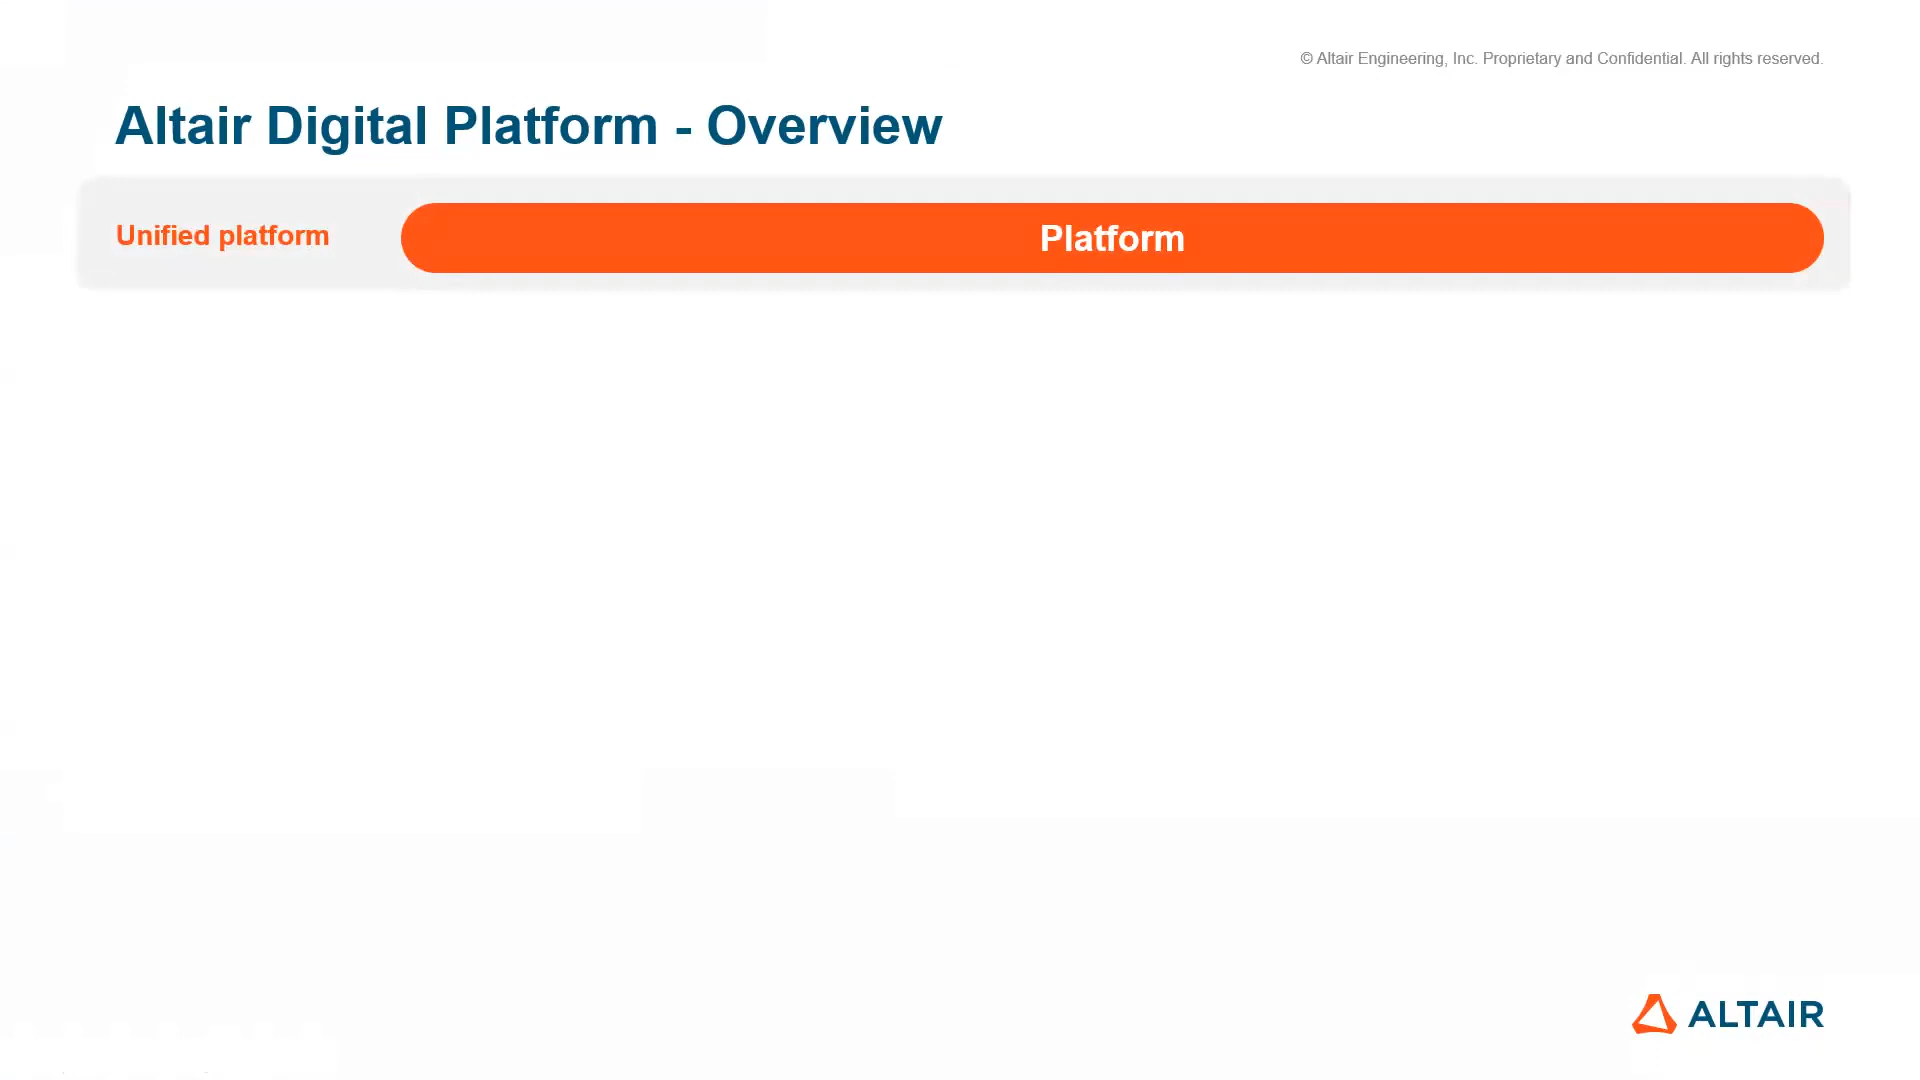 © Altair Engineering, Inc. Proprietary and Confidential. All rights reserved.
Altair Digital Platform - Overview
Unified platform
Platform
ALTAIR